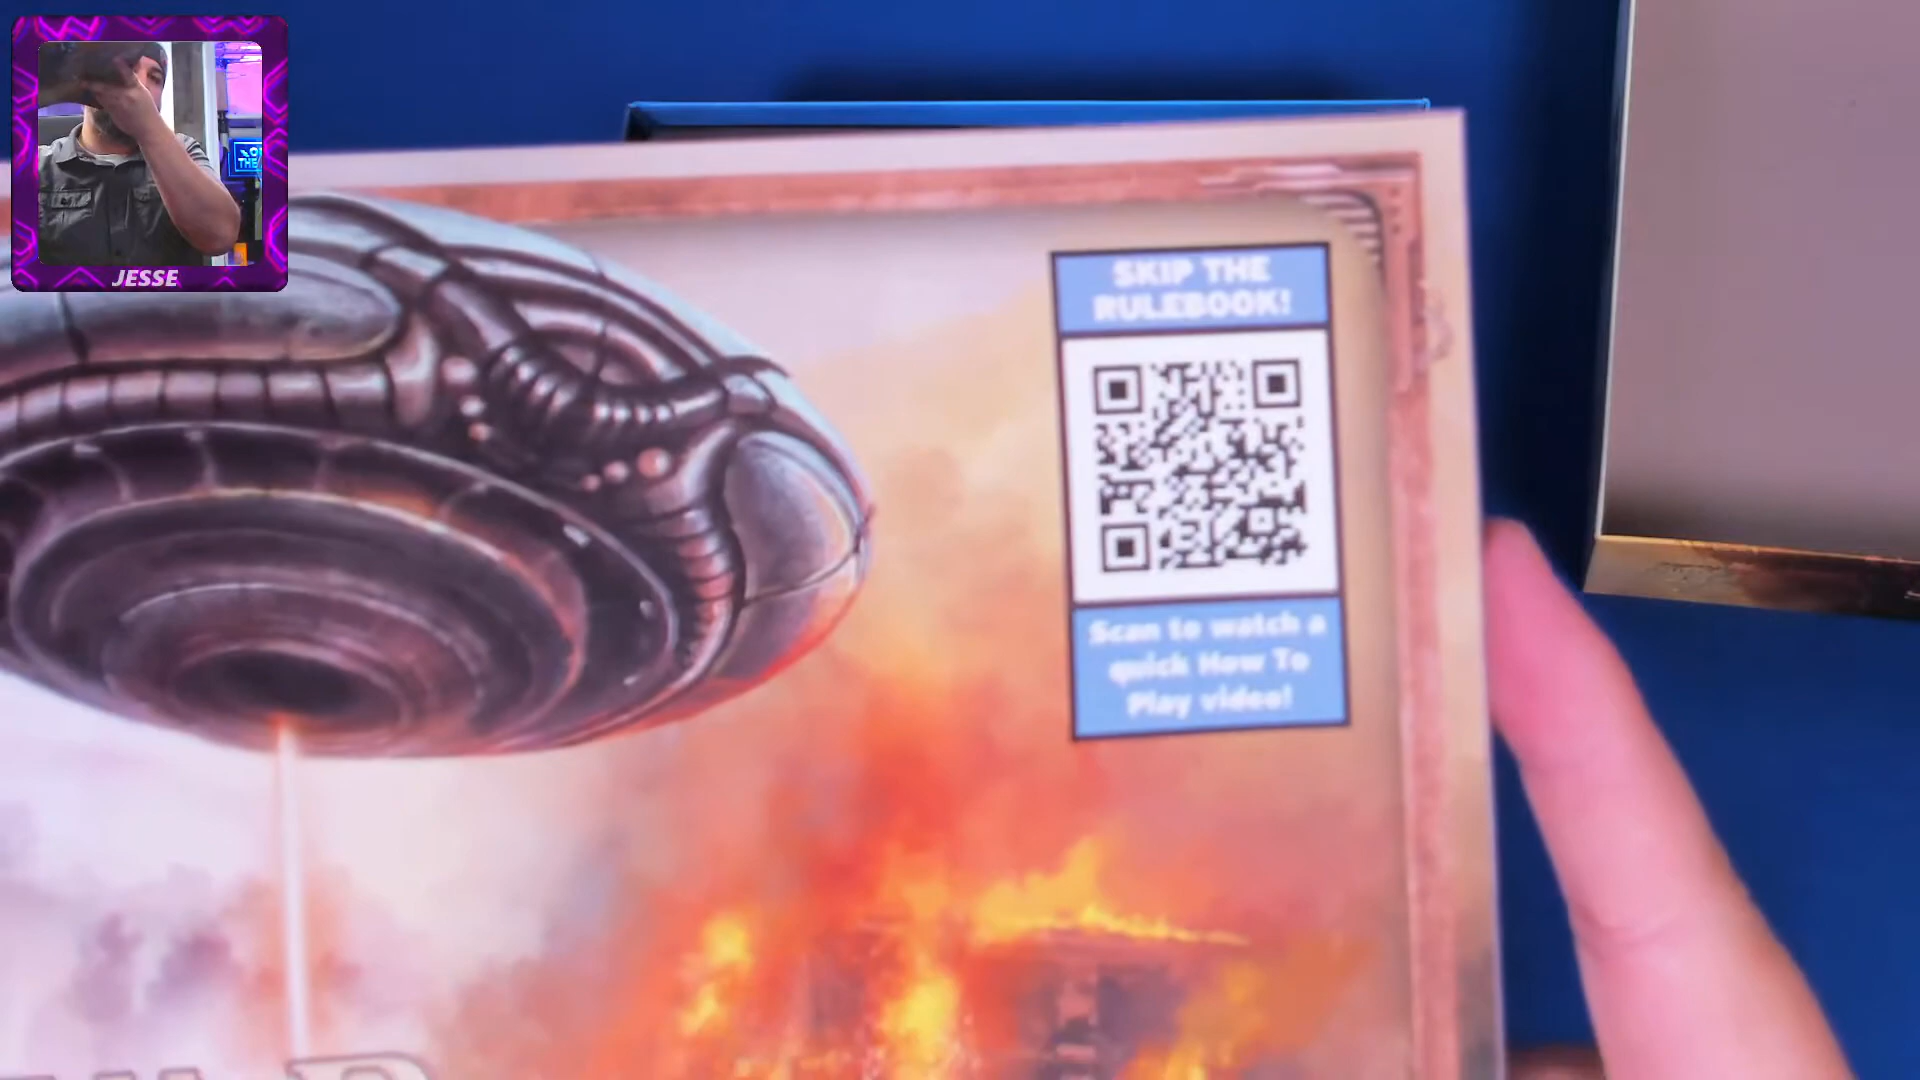 JESSE
SKIP THE
RULEBOOK!
Scan to watch a
quick How To
Play video!